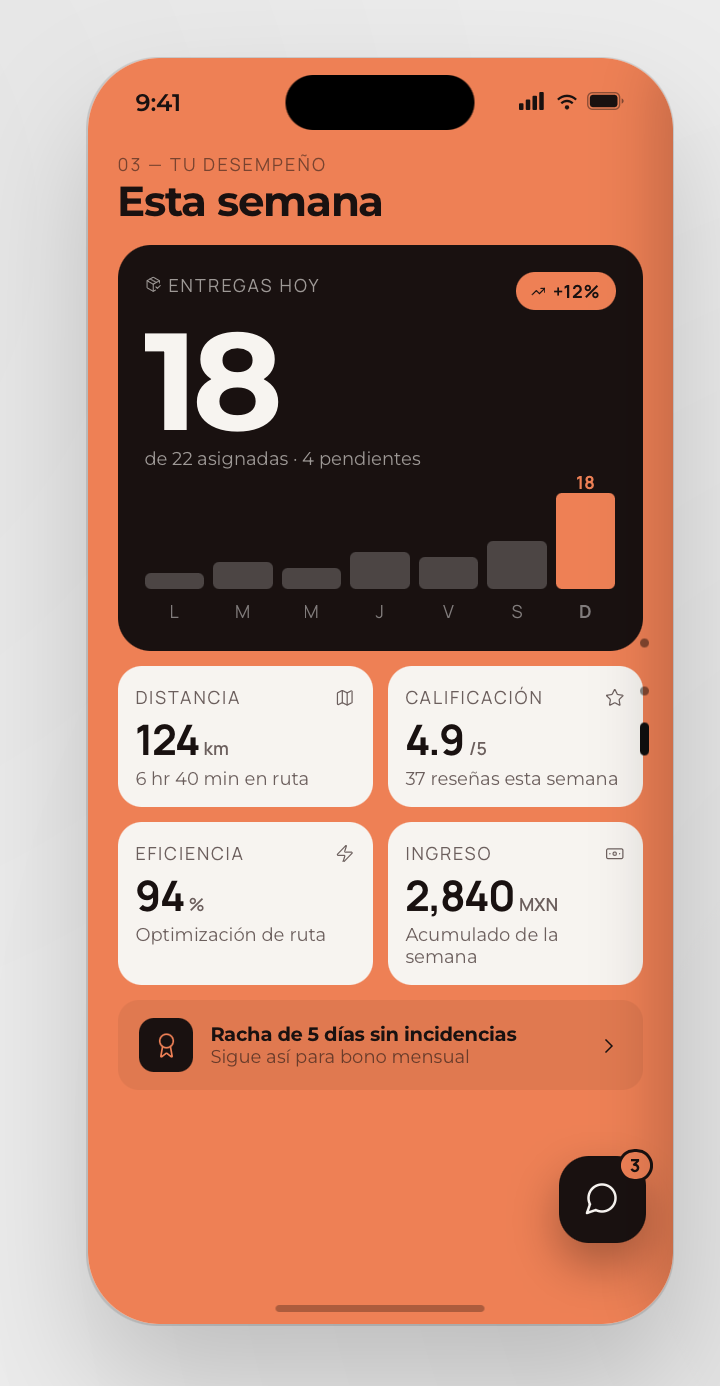 9:41
03 — TU DESEMPEÑO
Esta semana
ENTREGAS HOY
+12%
18
de 22 asignadas · 4 pendientes
18
L M M J V S D
DISTANCIA
124 km
6 hr 40 min en ruta
CALIFICACIÓN
4.9 /5
37 reseñas esta semana
EFICIENCIA
94 %
Optimización de ruta
INGRESO
2,840 MXN
Acumulado de la
semana
Racha de 5 días sin incidencias
Sigue así para bono mensual
3